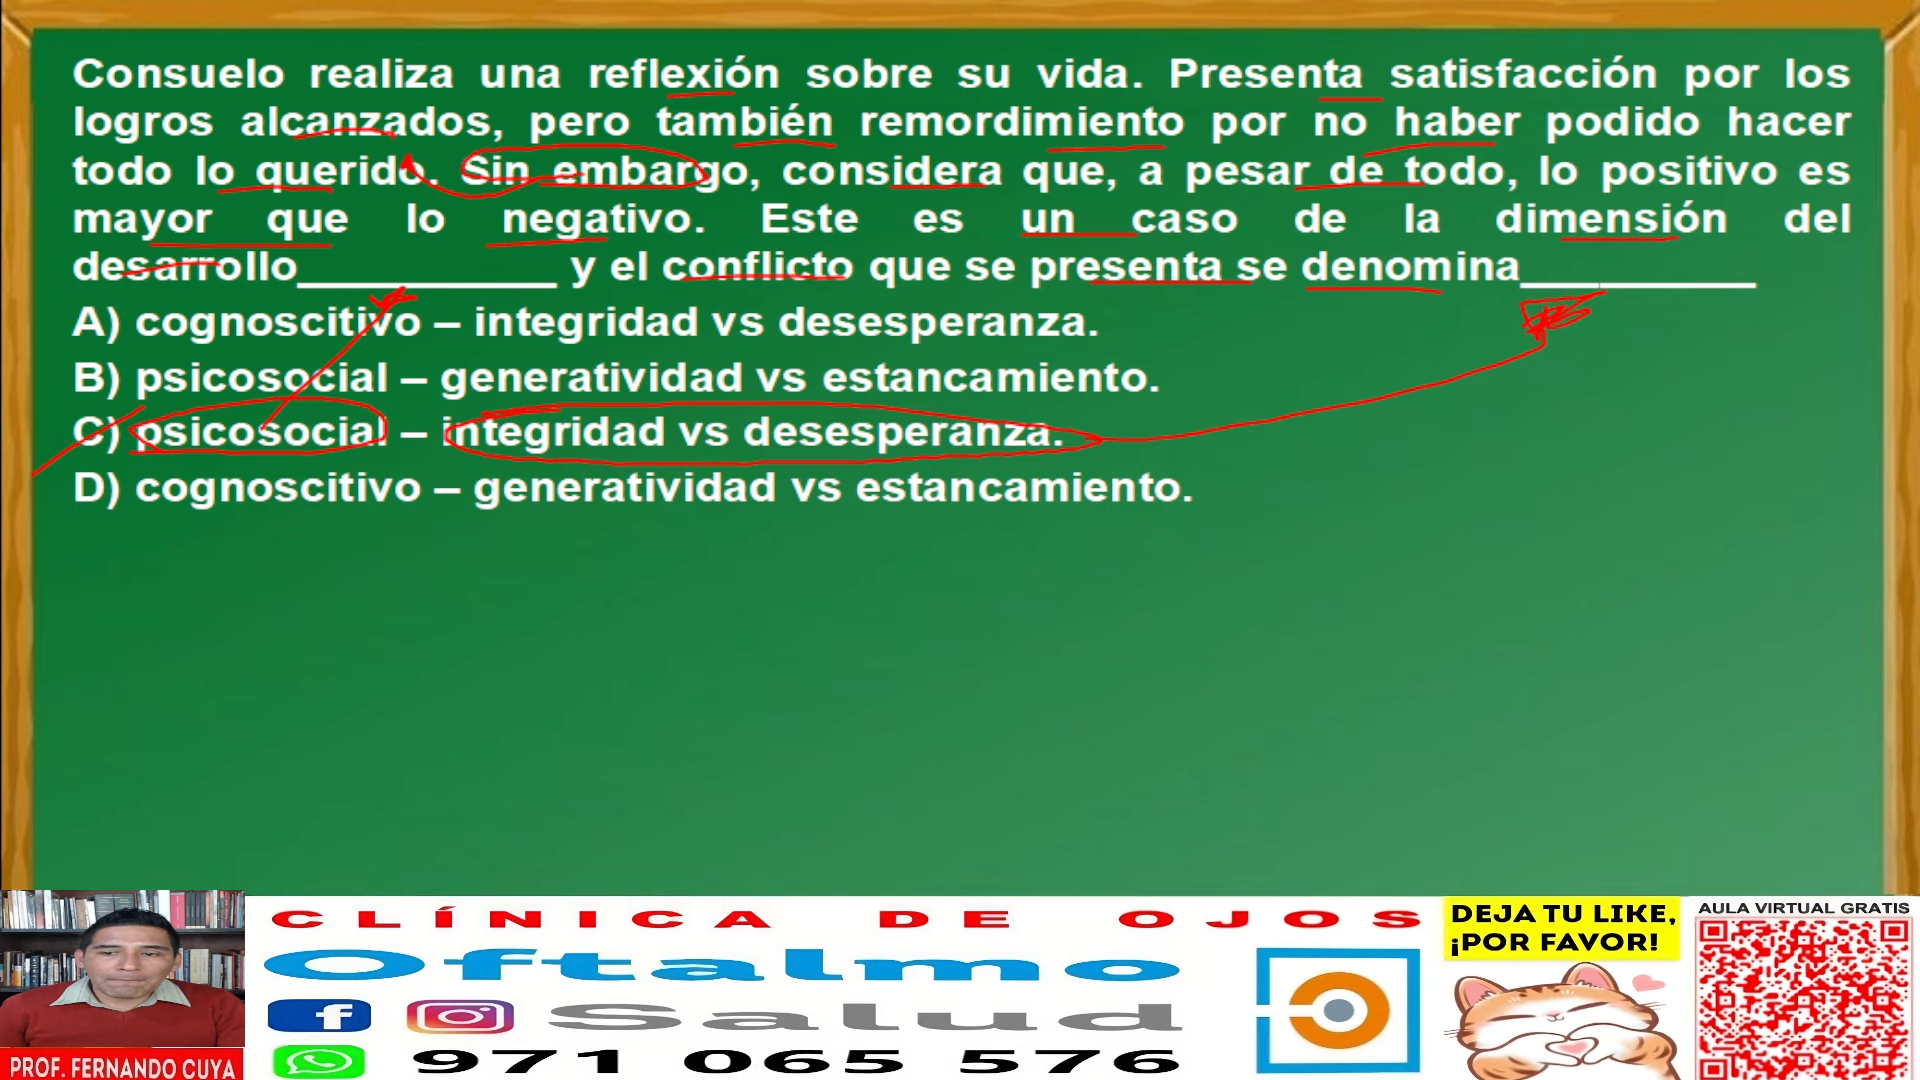 Consuelo realiza una reflexión sobre su vida. Presenta satisfacción por los
logros alcanzados, pero también remordimiento por no haber podido hacer
todo lo querido. Sin embargo, considera que, a pesar de todo, lo positivo es
mayor que lo negativo. Este es un caso de la dimensión del
desarrollo___________ y el conflicto que se presenta se denomina__________
A) cognoscitivo – integridad vs desesperanza.
B) psicosocial – generatividad vs estancamiento.
C) psicosocial – integridad vs desesperanza.
D) cognoscitivo – generatividad vs estancamiento.
PROF. FERNANDO CUYA
CLÍNICA DE OJOS
Oftalmo
Salud
971 065 576
DEJA TU LIKE,
¡POR FAVOR!
AULA VIRTUAL GRATIS